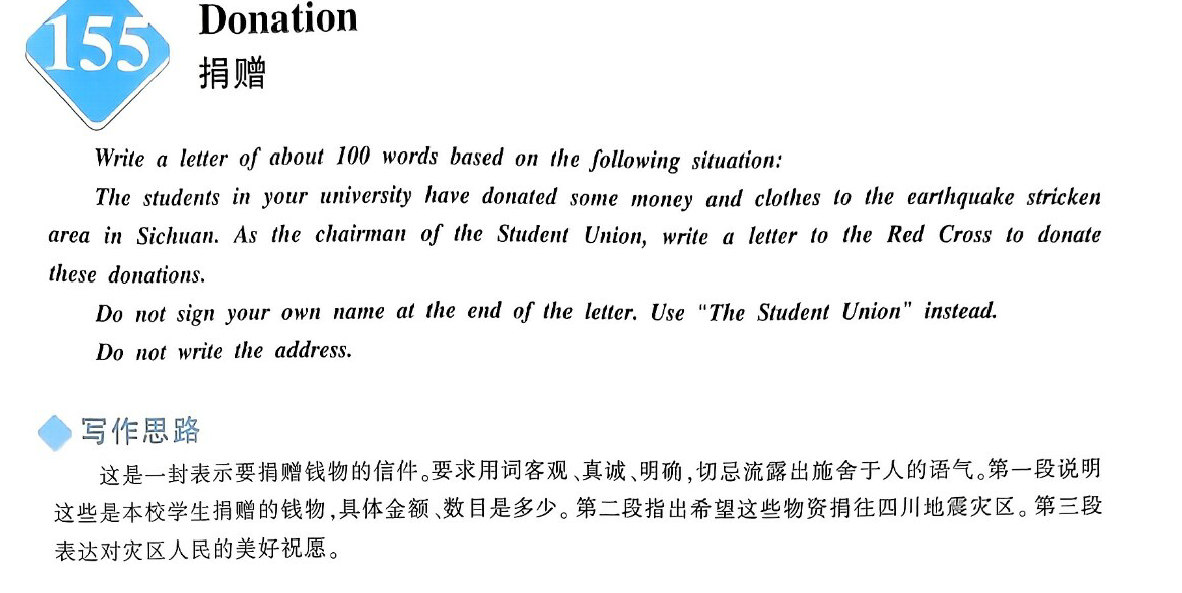 155
Donation
捐赠
Write a letter of about 100 words based on the following situation:
The students in your university have donated some money and clothes to the earthquake stricken
area in Sichuan. As the chairman of the Student Union, write a letter to the Red Cross to donate
these donations.
Do not sign your own name at the end of the letter. Use "The Student Union" instead.
Do not write the address.
写作思路
这是一封表示要捐赠钱物的信件。要求用词客观、真诚、明确,切忌流露出施舍于人的语气。第一段说明
这些是本校学生捐赠的钱物,具体金额、数目是多少。第二段指出希望这些物资捐往四川地震灾区。第三段
表达对灾区人民的美好祝愿。